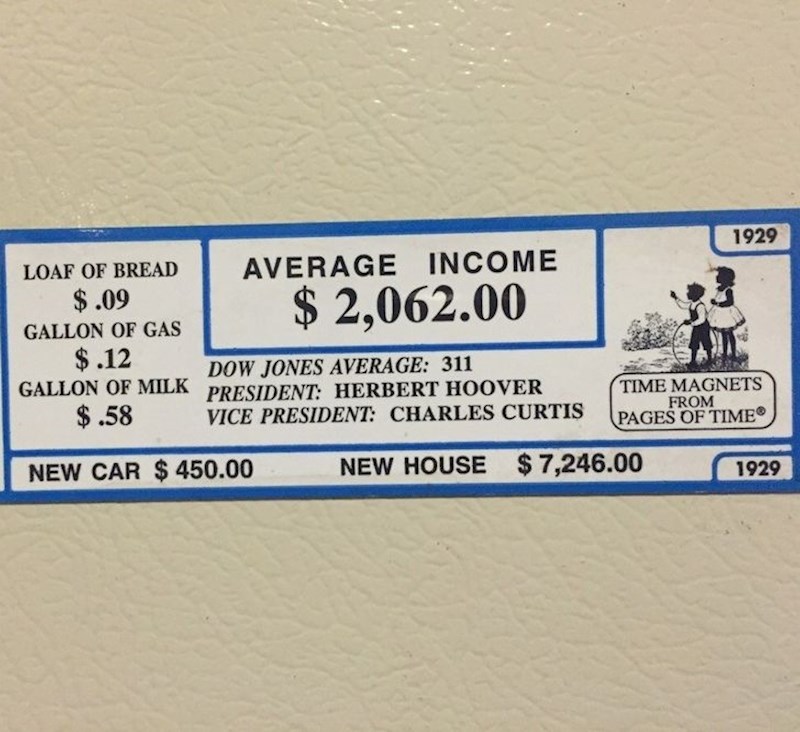 1929
LOAF OF BREAD
$ .09
GALLON OF GAS
$ .12
GALLON OF MILK
$ .58
AVERAGE INCOME
$ 2,062.00
DOW JONES AVERAGE: 311
PRESIDENT: HERBERT HOOVER
VICE PRESIDENT: CHARLES CURTIS
TIME MAGNETS
FROM
PAGES OF TIME®
NEW CAR $ 450.00
NEW HOUSE $ 7,246.00
1929